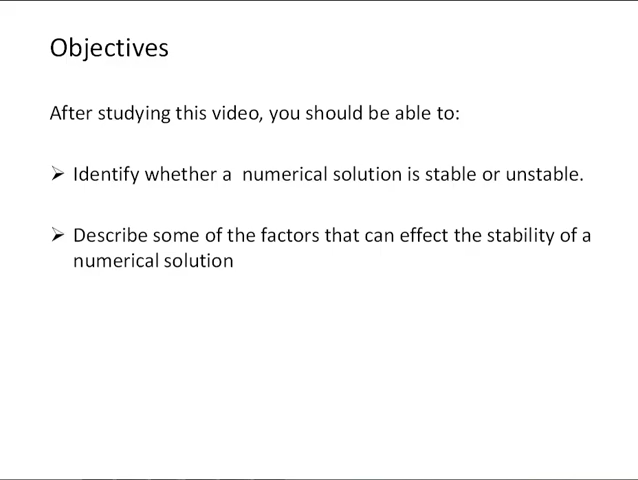 Objectives
After studying this video, you should be able to:
➢ Identify whether a  numerical solution is stable or unstable.
➢ Describe some of the factors that can effect the stability of a
numerical solution